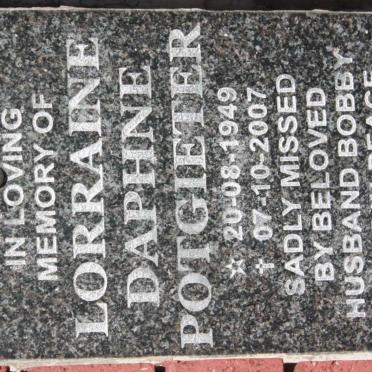 IN LOVING
MEMORY OF
LORRAINE
DAPHNE
POTGIETER
☆ 20-08-1949
✝ 07-10-2007
SADLY MISSED
BY BELOVED
HUSBAND BOBBY
PEACE